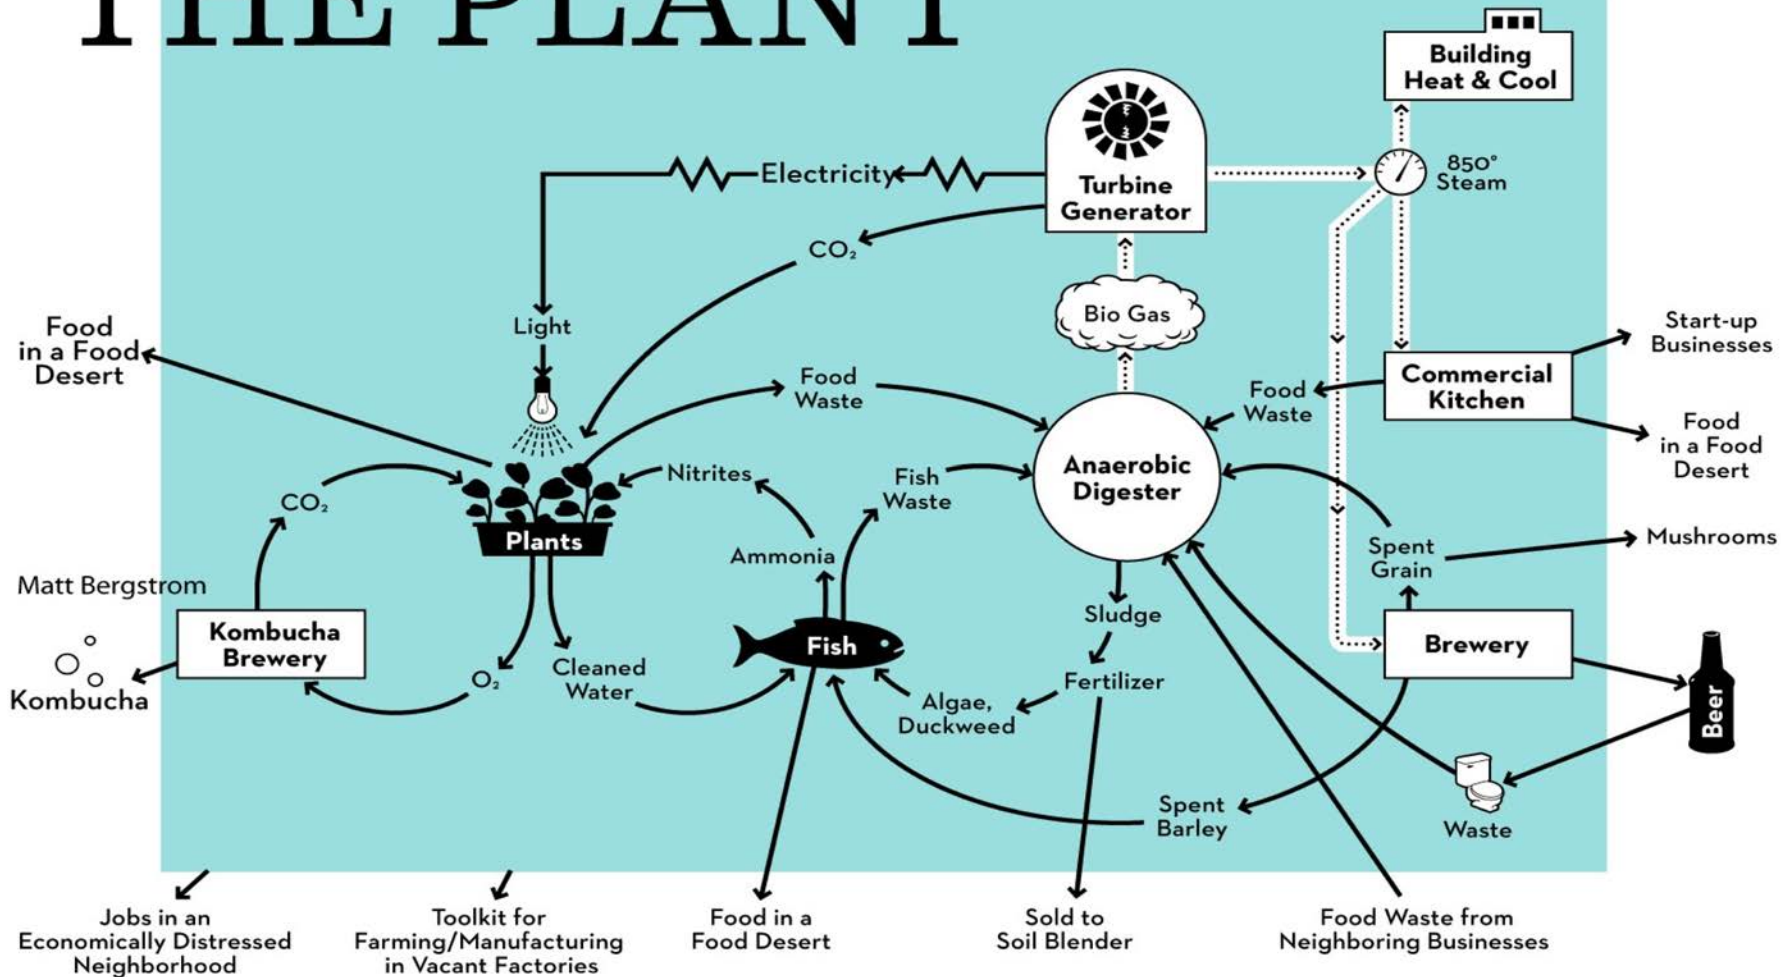 THE PLANT
Building
Heat & Cool
850°
Steam
Turbine
Generator
Electricity
CO₂
Bio Gas
Light
Food
in a Food
Desert
Food
Waste
Food
Waste
Commercial
Kitchen
Start-up
Businesses
Food
in a Food
Desert
Anaerobic
Digester
Nitrites
Fish
Waste
CO₂
Plants
Ammonia
Spent
Grain
Mushrooms
Matt Bergstrom
Kombucha
Brewery
Kombucha
O₂
Cleaned
Water
Fish
Sludge
Fertilizer
Algae,
Duckweed
Brewery
Beer
Spent
Barley
Waste
Jobs in an
Economically Distressed
Neighborhood
Toolkit for
Farming/Manufacturing
in Vacant Factories
Food in a
Food Desert
Sold to
Soil Blender
Food Waste from
Neighboring Businesses